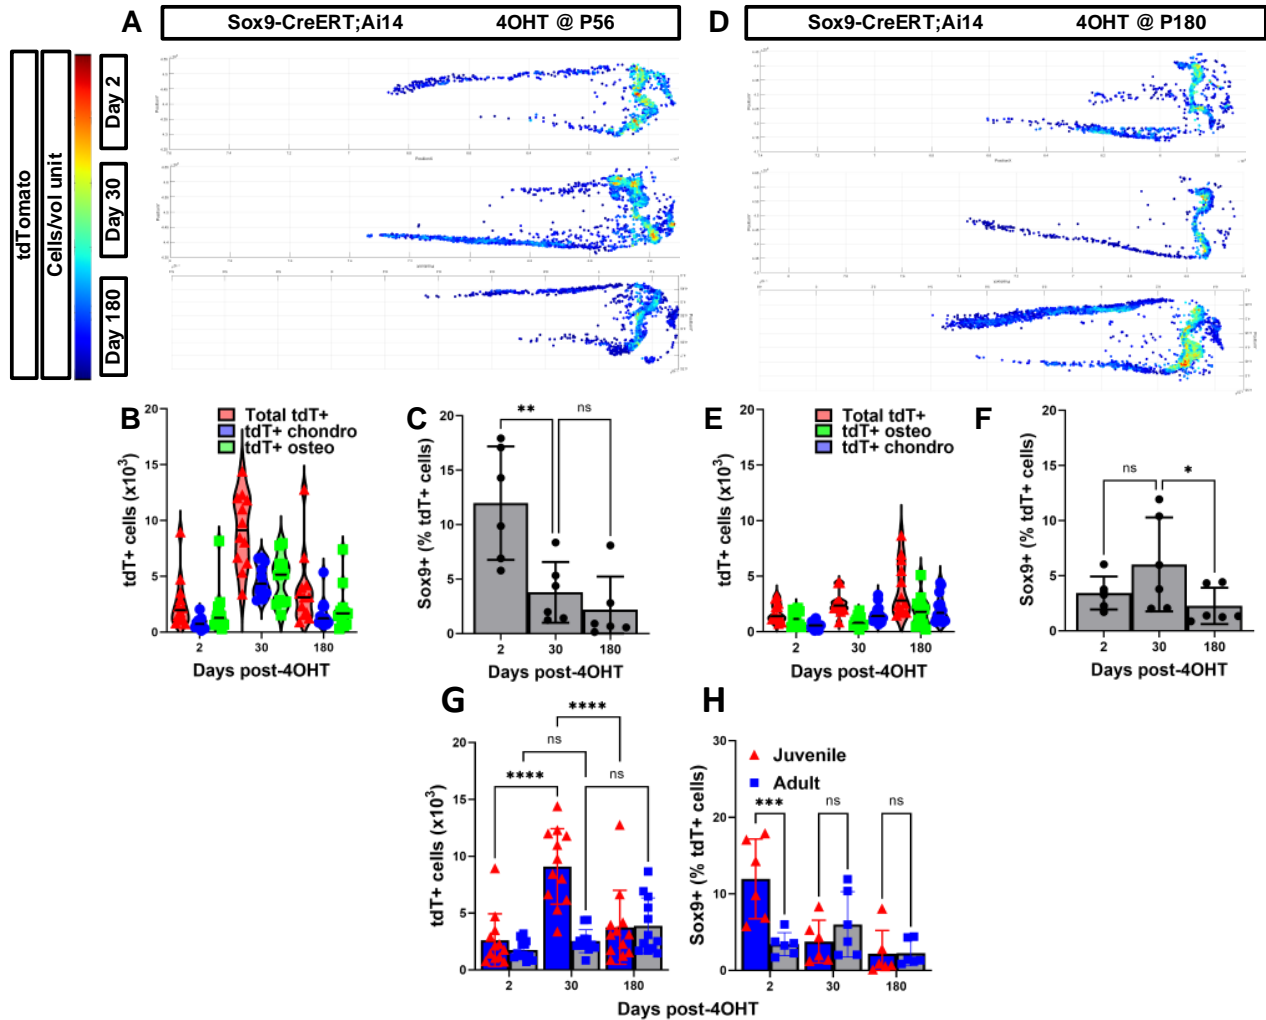 A
Sox9-CreERT;Ai14 4OHT @ P56
D
Sox9-CreERT;Ai14 4OHT @ P180
tdTomato
Cells/vol unit
Day 2
Day 30
Day 180
B
20
15
10
5
0
tdT+ cells (x10³)
Total tdT+
tdT+ chondro
tdT+ osteo
2 30 180
Days post-4OHT
C
20
15
10
5
0
Sox9+ (% tdT+ cells)
** ns
2 30 180
Days post-4OHT
E
20
15
10
5
0
tdT+ cells (x10³)
Total tdT+
tdT+ osteo
tdT+ chondro
2 30 180
Days post-4OHT
F
20
15
10
5
0
Sox9+ (% tdT+ cells)
ns *
2 30 180
Days post-4OHT
G
20
15
10
5
0
tdT+ cells (x10³)
****
ns
**** ns
2 30 180
H
30
20
10
0
Sox9+ (% tdT+ cells)
Juvenile
Adult
*** ns ns
2 30 180
Days post-4OHT